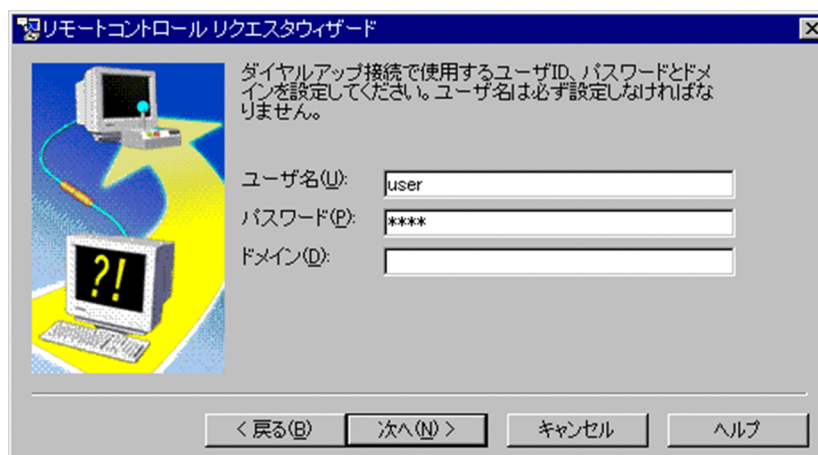 リモートコントロール リクエスタウィザード
ダイヤルアップ接続で使用するユーザID、パスワードとドメ
インを設定してください。ユーザ名は必ず設定しなければな
りません。
ユーザ名(U):
user
パスワード(P):
****
ドメイン(D):
?!
< 戻る(B)
次へ(N) >
キャンセル
ヘルプ